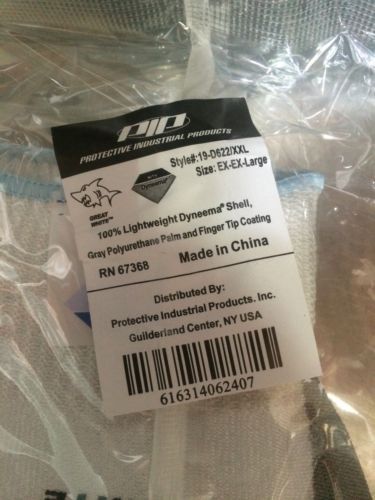 PIP
PROTECTIVE INDUSTRIAL PRODUCTS
Style#:19-D622/XXL
Size: EX-EX-Large
GREAT WHITE™
WITH Dyneema®
100% Lightweight Dyneema® Shell,
Gray Polyurethane Palm and Finger Tip Coating
RN 67368 Made in China
Distributed By:
Protective Industrial Products. Inc.
Guilderland Center, NY USA
616314062407